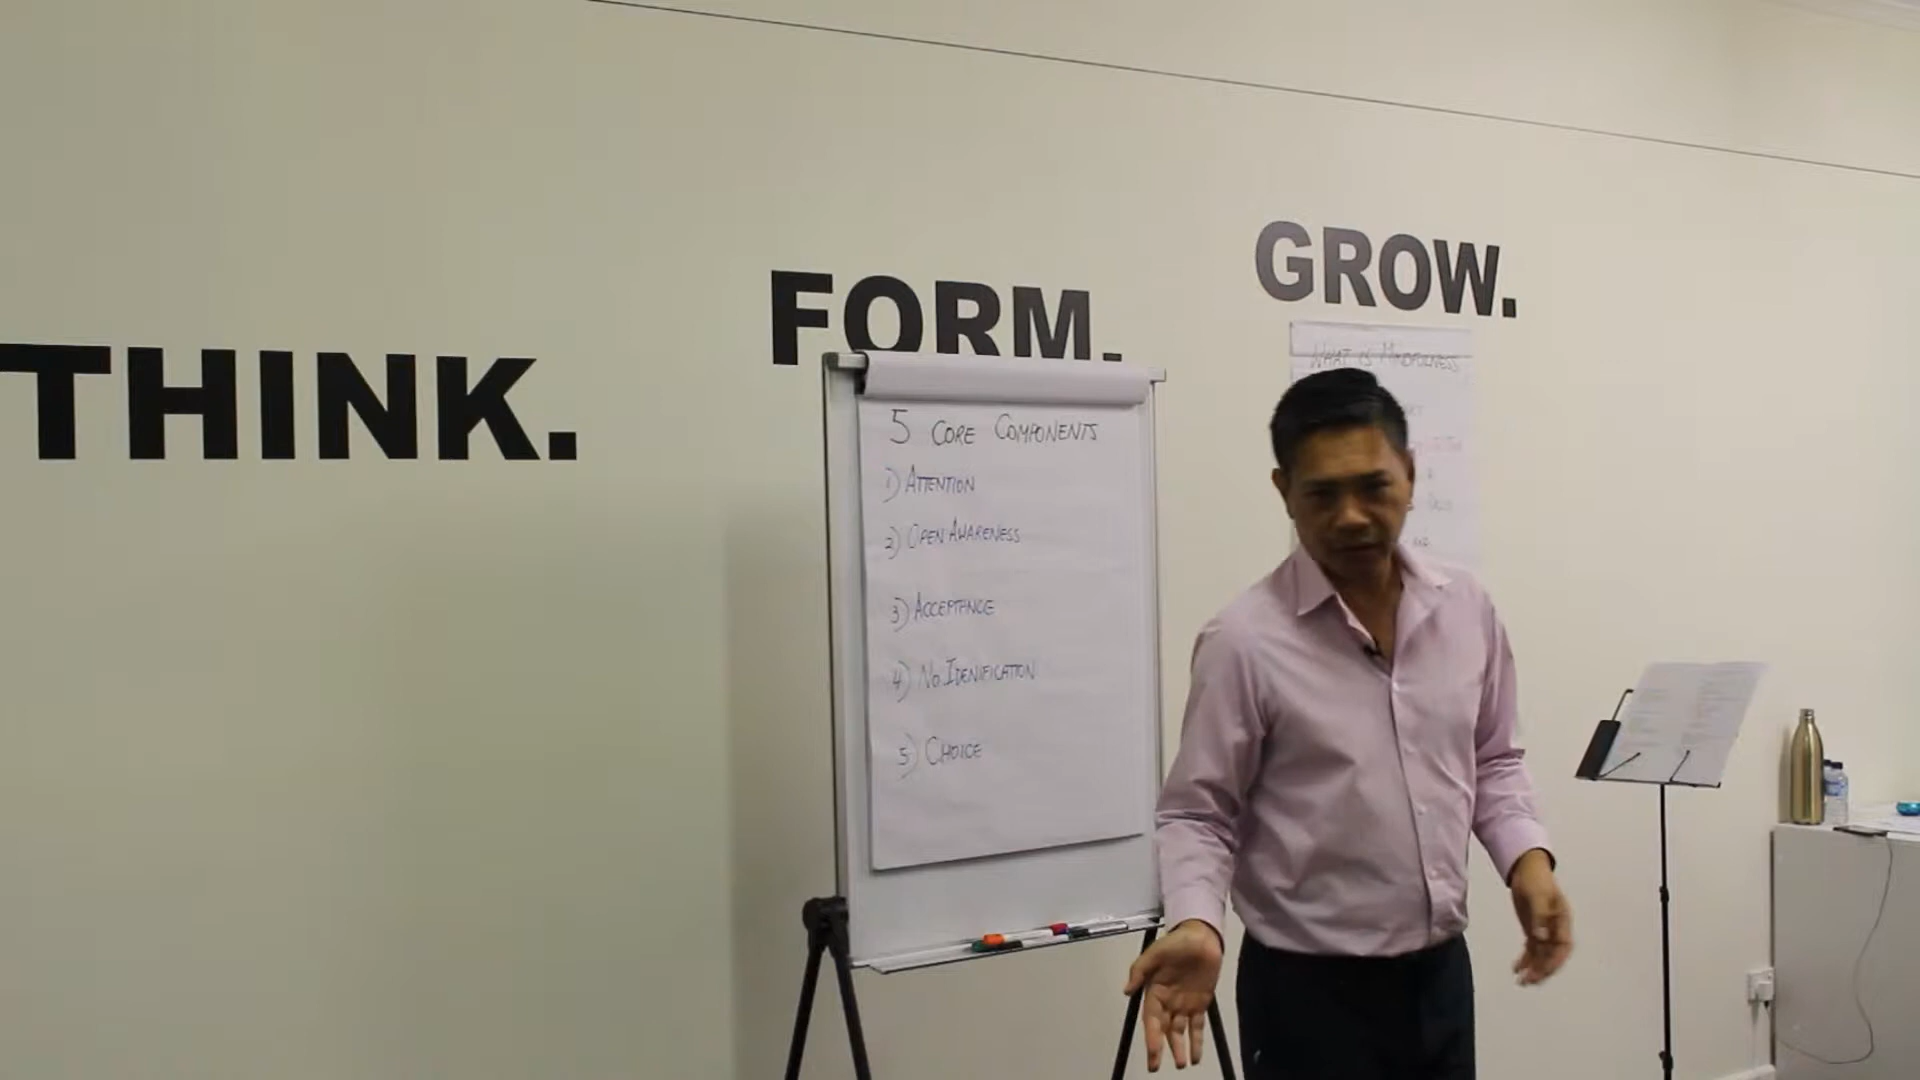 THINK.
FORM.
GROW.
5 CORE COMPONENTS
1) ATTENTION
2) OPEN AWARENESS
3) ACCEPTANCE
4) NO IDENIFICATION
5) CHOICE
WHAT IS MINDFULNESS